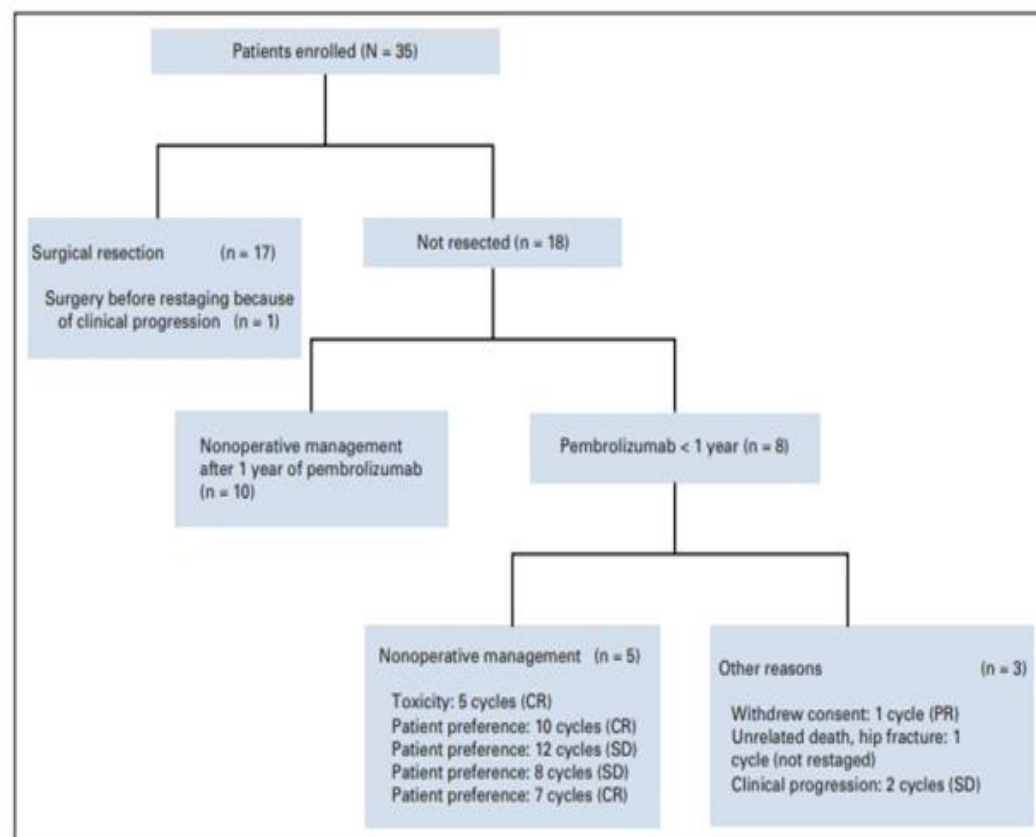 Patients enrolled (N = 35)
Surgical resection (n = 17)
Surgery before restaging because
of clinical progression (n = 1)
Not resected (n = 18)
Nonoperative management
after 1 year of pembrolizumab
(n = 10)
Pembrolizumab < 1 year (n = 8)
Nonoperative management (n = 5)
Toxicity: 5 cycles (CR)
Patient preference: 10 cycles (CR)
Patient preference: 12 cycles (SD)
Patient preference: 8 cycles (SD)
Patient preference: 7 cycles (CR)
Other reasons (n = 3)
Withdrew consent: 1 cycle (PR)
Unrelated death, hip fracture: 1
cycle (not restaged)
Clinical progression: 2 cycles (SD)